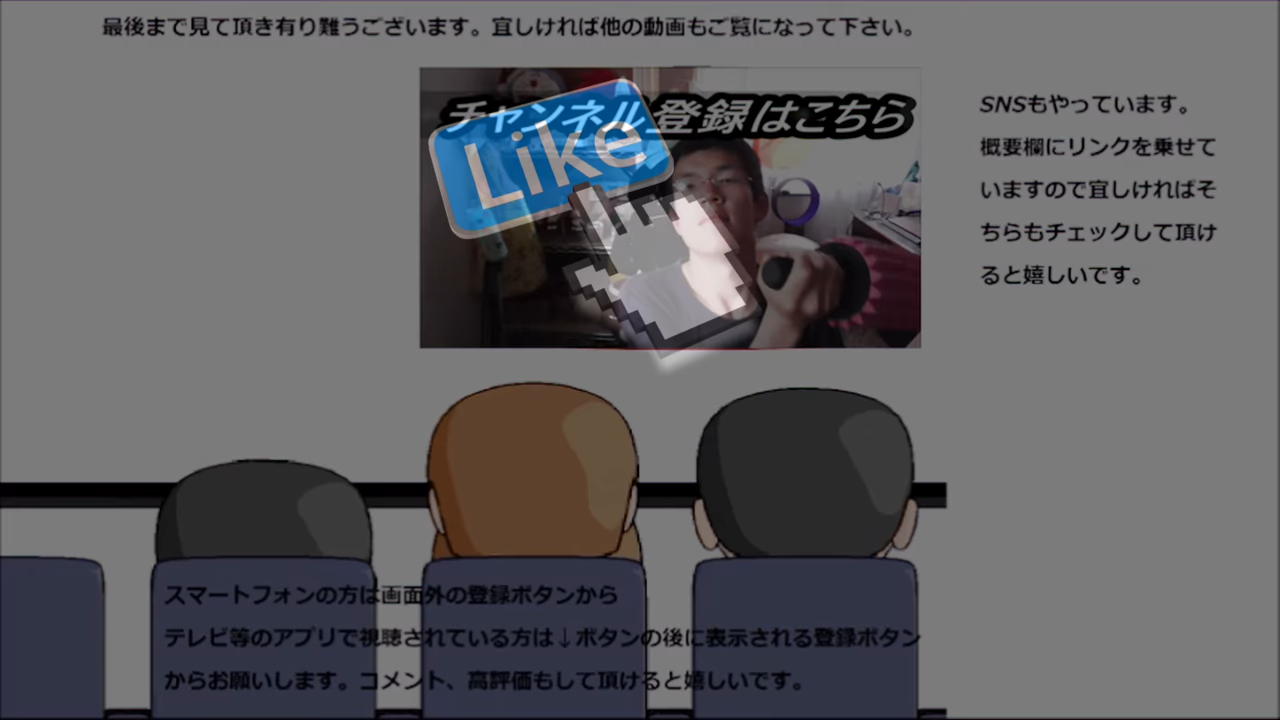 最後まで見て頂き有り難うございます。宜しければ他の動画もご覧になって下さい。
チャンネル登録はこちら
Like
SNSもやっています。
概要欄にリンクを乗せて
いますので宜しければそ
ちらもチェックして頂け
ると嬉しいです。
スマートフォンの方は画面外の登録ボタンから
テレビ等のアプリで視聴されている方は↓ボタンの後に表示される登録ボタン
からお願いします。コメント、高評価もして頂けると嬉しいです。